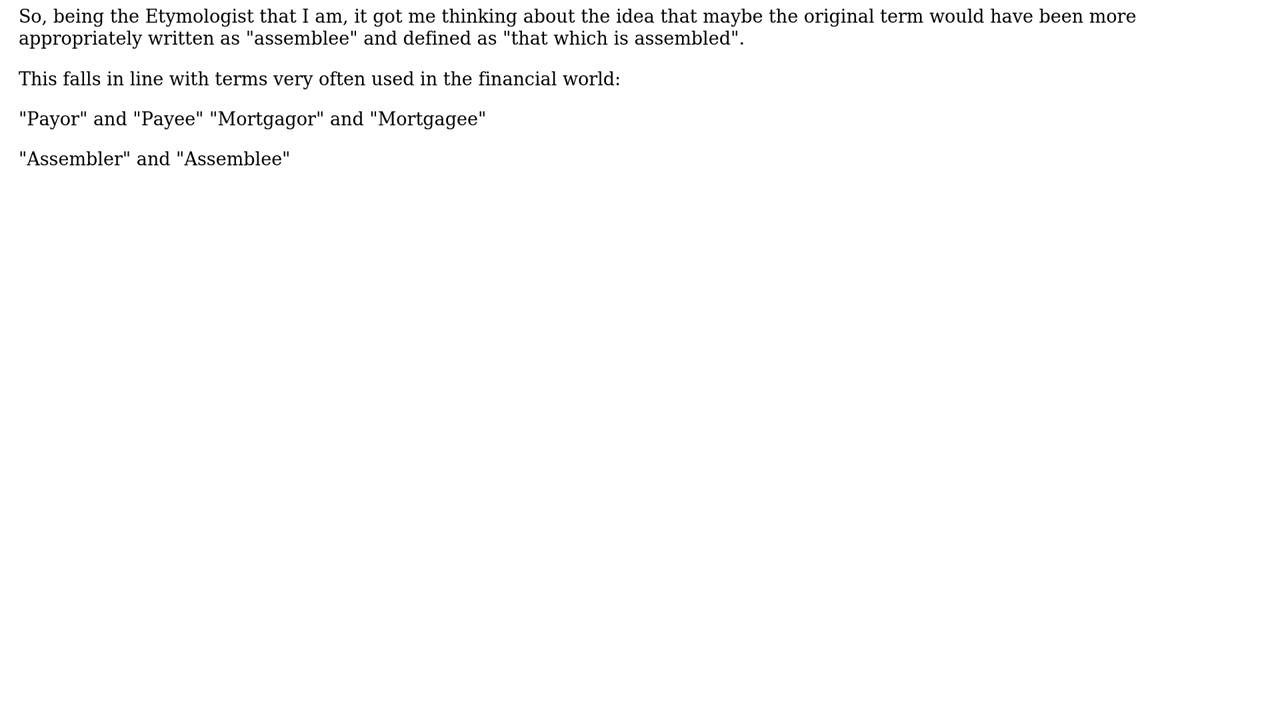 So, being the Etymologist that I am, it got me thinking about the idea that maybe the original term would have been more
appropriately written as "assemblee" and defined as "that which is assembled".
This falls in line with terms very often used in the financial world:
"Payor" and "Payee" "Mortgagor" and "Mortgagee"
"Assembler" and "Assemblee"